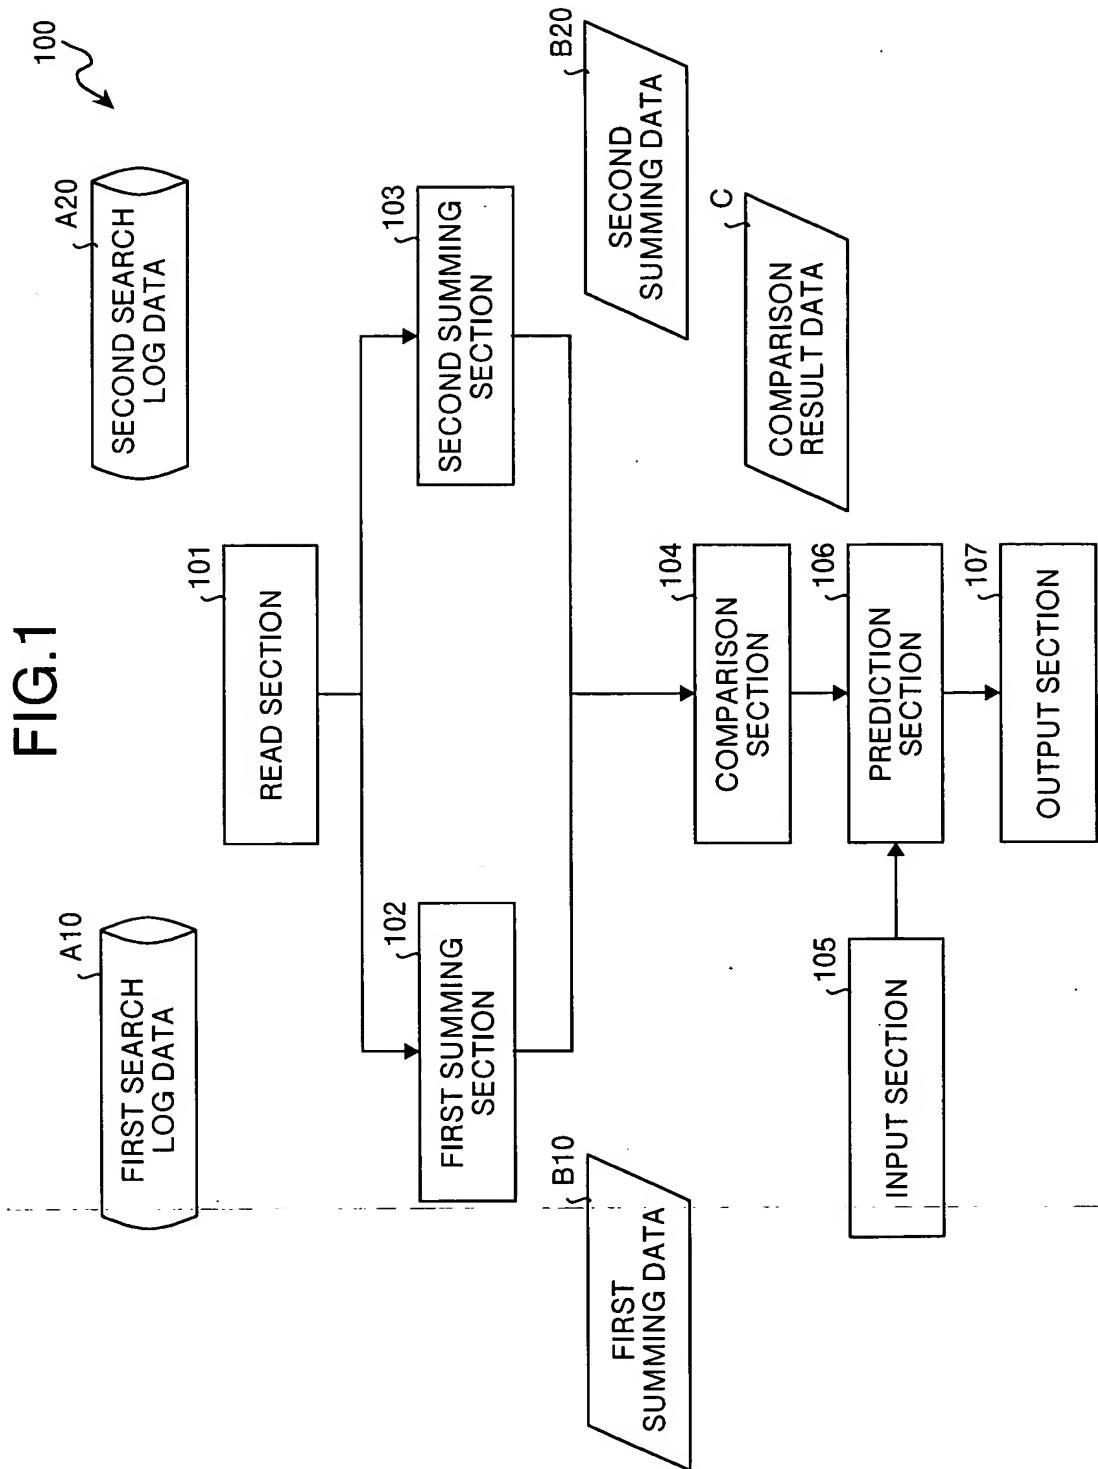 FIG.1
100
A10
FIRST SEARCH
LOG DATA
A20
SECOND SEARCH
LOG DATA
101
READ SECTION
102
FIRST SUMMING
SECTION
103
SECOND SUMMING
SECTION
B10
FIRST
SUMMING DATA
B20
SECOND
SUMMING DATA
104
COMPARISON
SECTION
C
COMPARISON
RESULT DATA
105
INPUT SECTION
106
PREDICTION
SECTION
107
OUTPUT SECTION